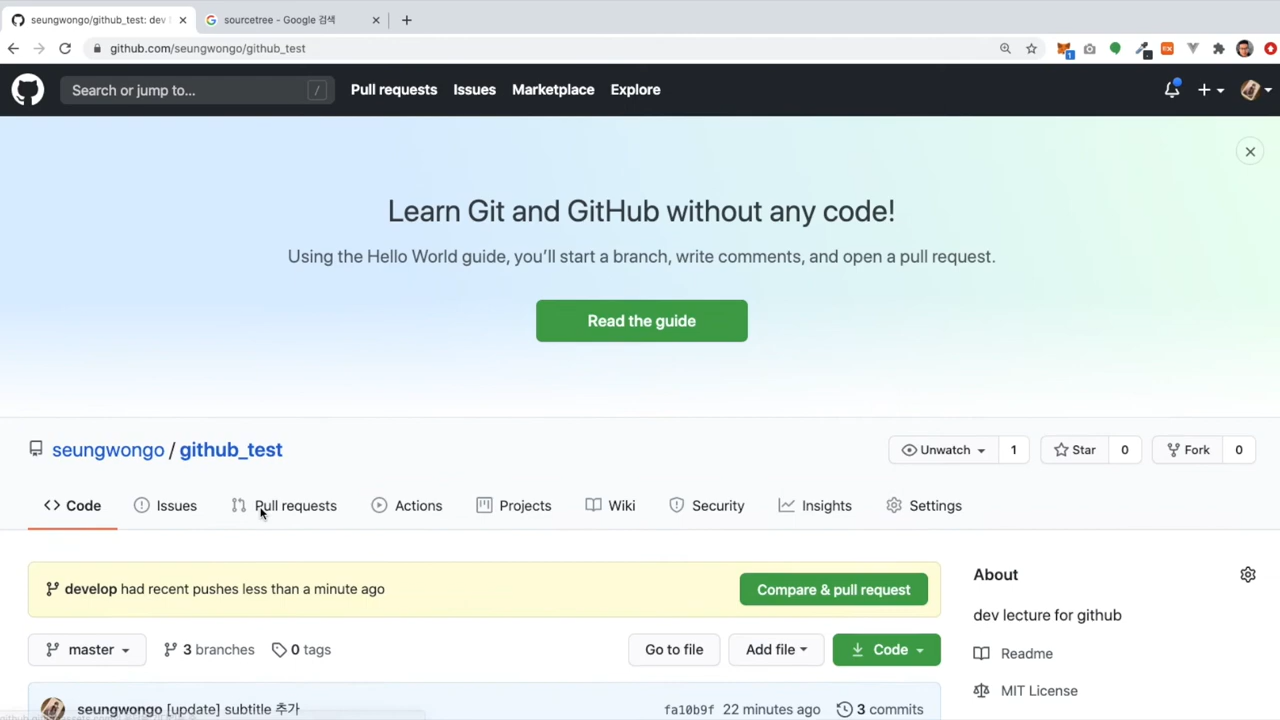 seungwongo/github_test: dev
sourcetree - Google 검색
github.com/seungwongo/github_test
1
Search or jump to... /
Pull requests Issues Marketplace Explore
Learn Git and GitHub without any code!
Using the Hello World guide, you'll start a branch, write comments, and open a pull request.
Read the guide
seungwongo / github_test
Unwatch 1 Star 0 Fork 0
Code Issues Pull requests Actions Projects Wiki Security Insights Settings
develop had recent pushes less than a minute ago
Compare & pull request
About
dev lecture for github
master 3 branches 0 tags Go to file Add file Code
Readme
MIT License
seungwongo [update] subtitle 추가 fa10b9f 22 minutes ago 3 commits